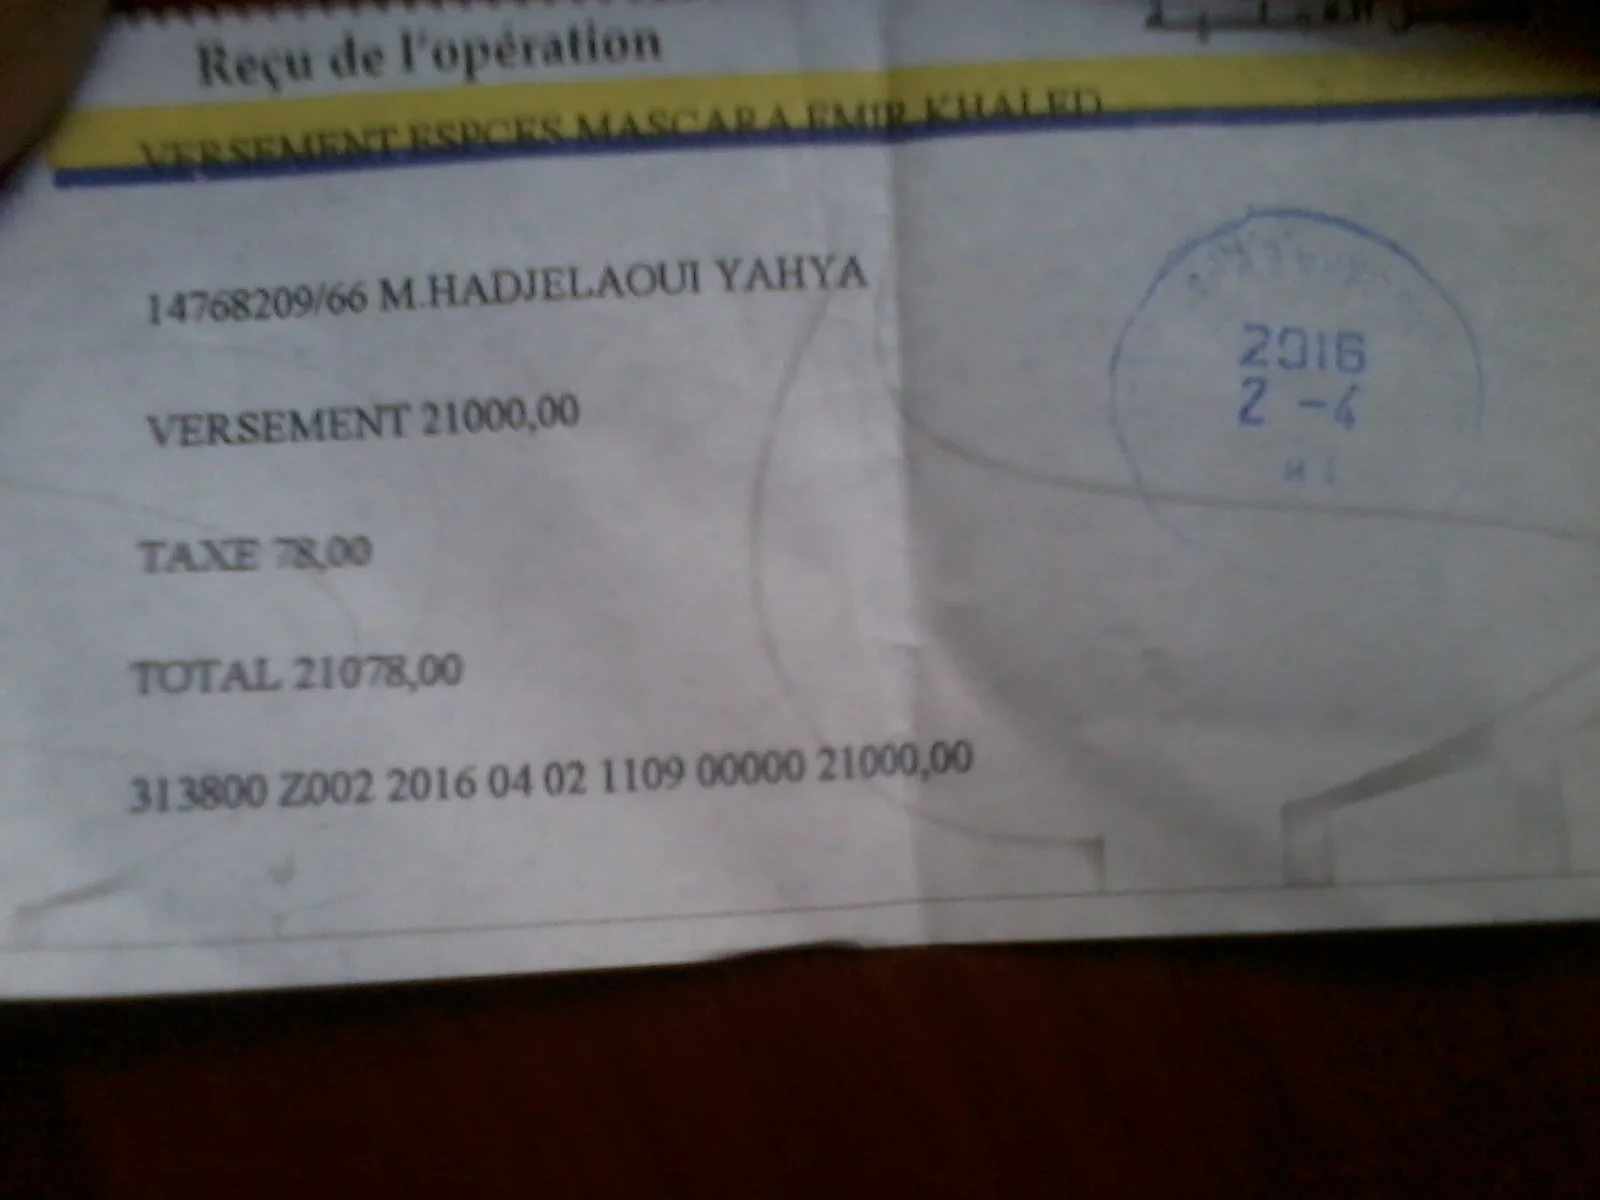 Reçu de l'opération
VERSEMENT ESPCES MASCARA EMIR KHALED
14768209/66 M.HADJELAOUI YAHYA
2016
2 -4
VERSEMENT 21000,00
TAXE 78,00
TOTAL 21078,00
313800 Z002 2016 04 02 1109 00000 21000,00